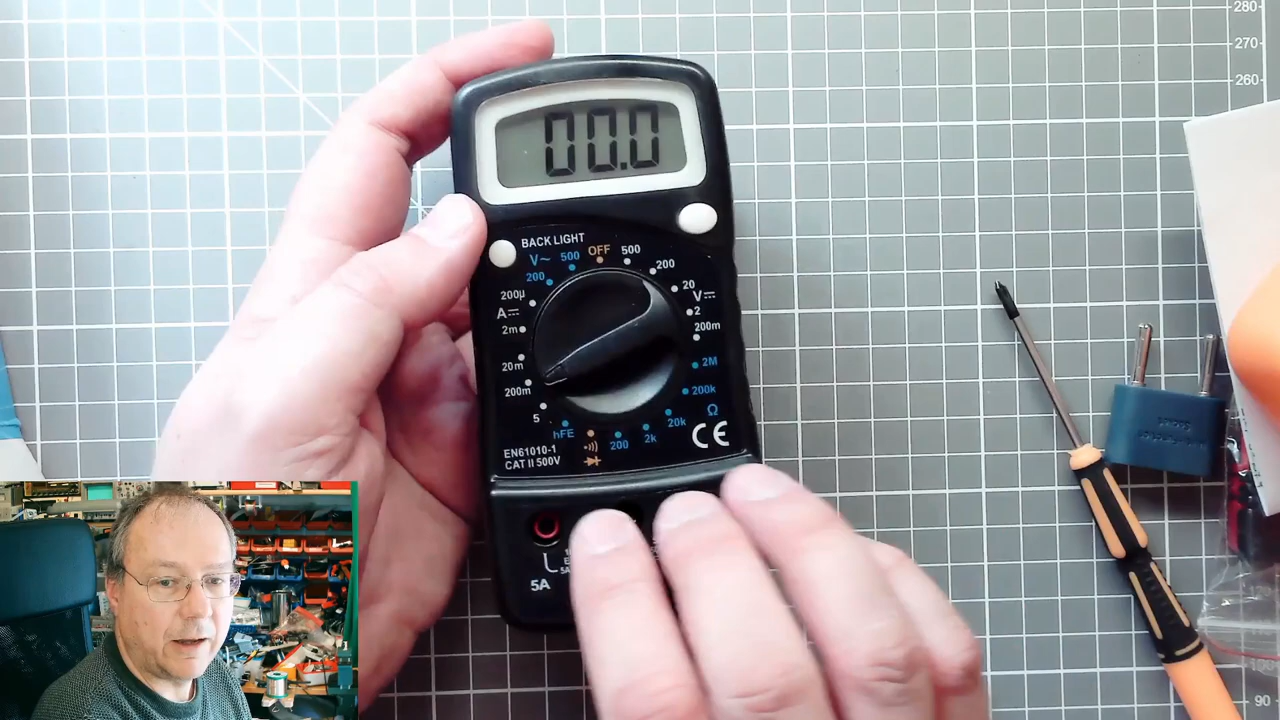 280
270
260
00.0
BACK LIGHT
OFF
500
200
20
V⎓
2
200m
2M
200k
Ω
20k
2k
200
hFE
5
200m
20m
2m
A⎓
200µ
200
V~
500
EN61010-1
CAT II 500V
CE
5A
90